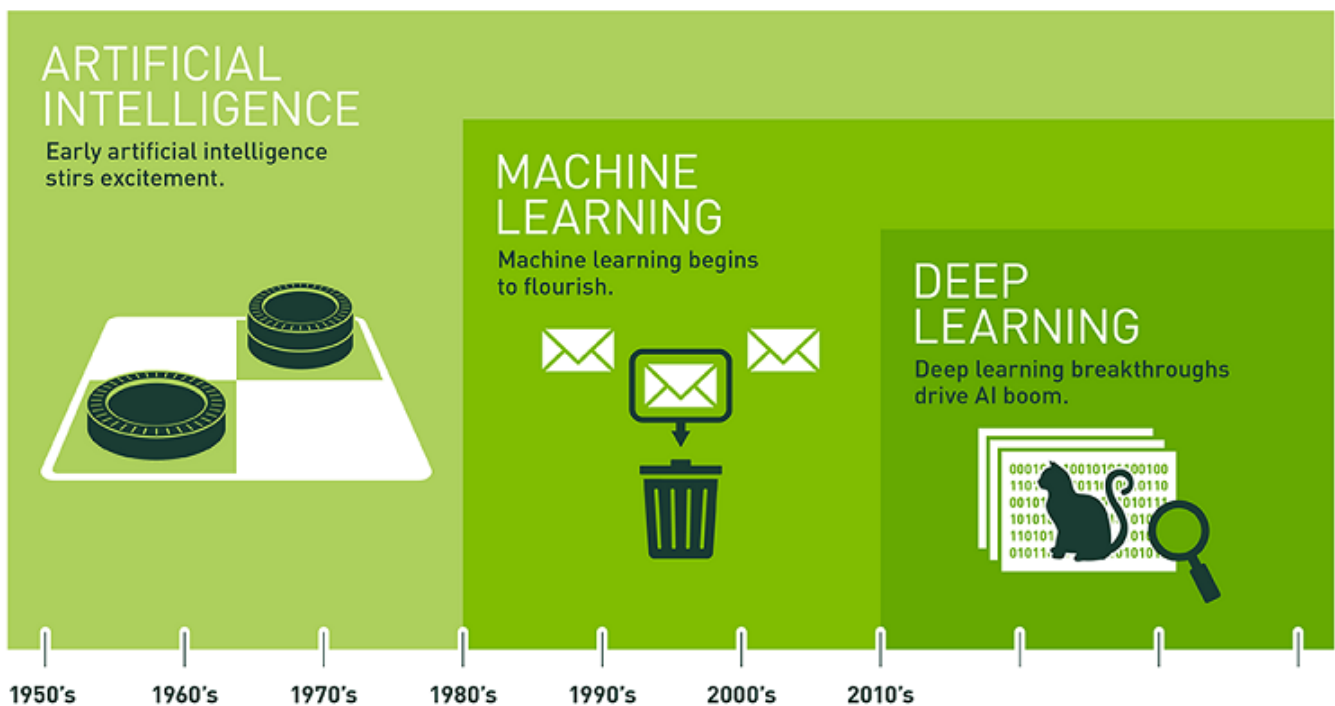 ARTIFICIAL
INTELLIGENCE
Early artificial intelligence
stirs excitement.
MACHINE
LEARNING
Machine learning begins
to flourish.
DEEP
LEARNING
Deep learning breakthroughs
drive AI boom.
1950's
1960's
1970's
1980's
1990's
2000's
2010's